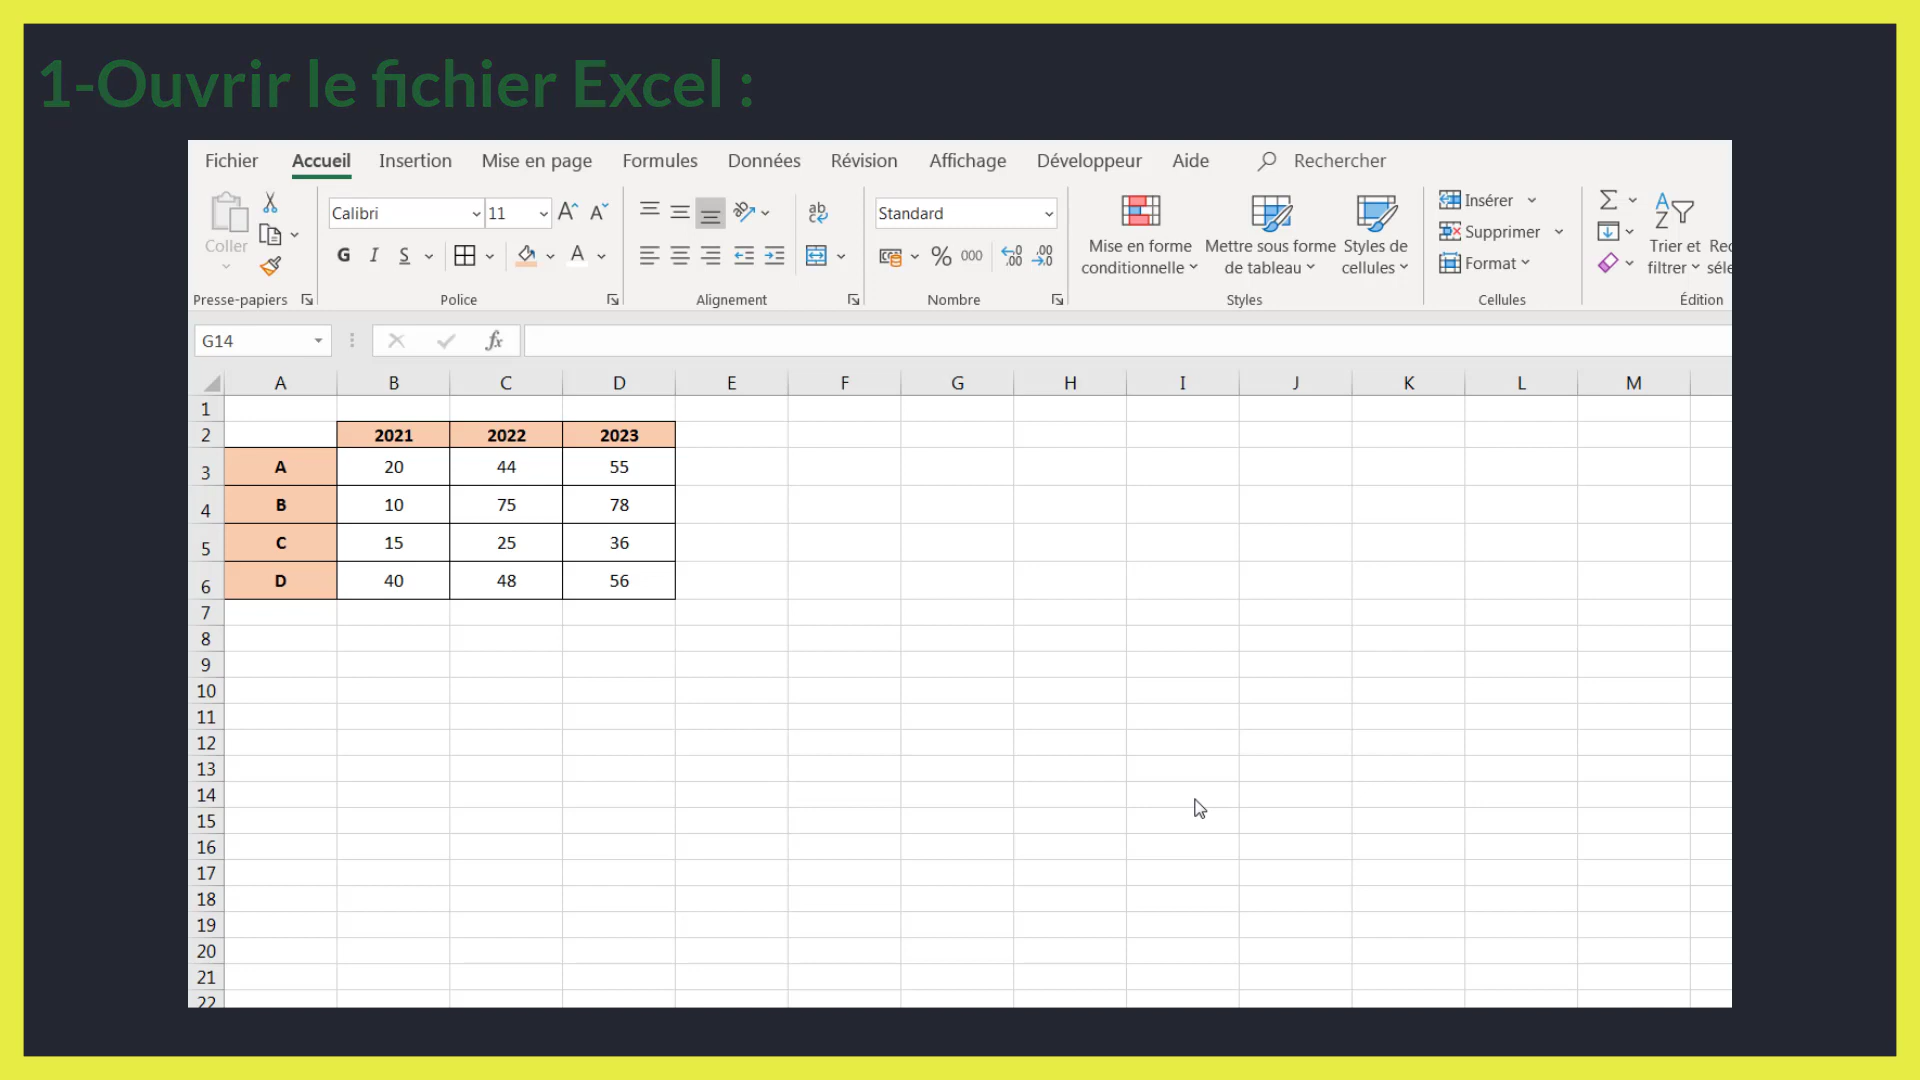 1-Ouvrir le fichier Excel :
Fichier Accueil Insertion Mise en page Formules Données Révision Affichage Développeur Aide Rechercher
Coller
Calibri 11
G I S
Standard
% 000
Mise en forme conditionnelle
Mettre sous forme de tableau
Styles de cellules
Insérer
Supprimer
Format
Trier et filtrer
Presse-papiers Police Alignement Nombre Styles Cellules Édition
G14 fx
A B C D E F G H I J K L M
1
2 2021 2022 2023
3 A 20 44 55
4 B 10 75 78
5 C 15 25 36
6 D 40 48 56
7
8
9
10
11
12
13
14
15
16
17
18
19
20
21
22